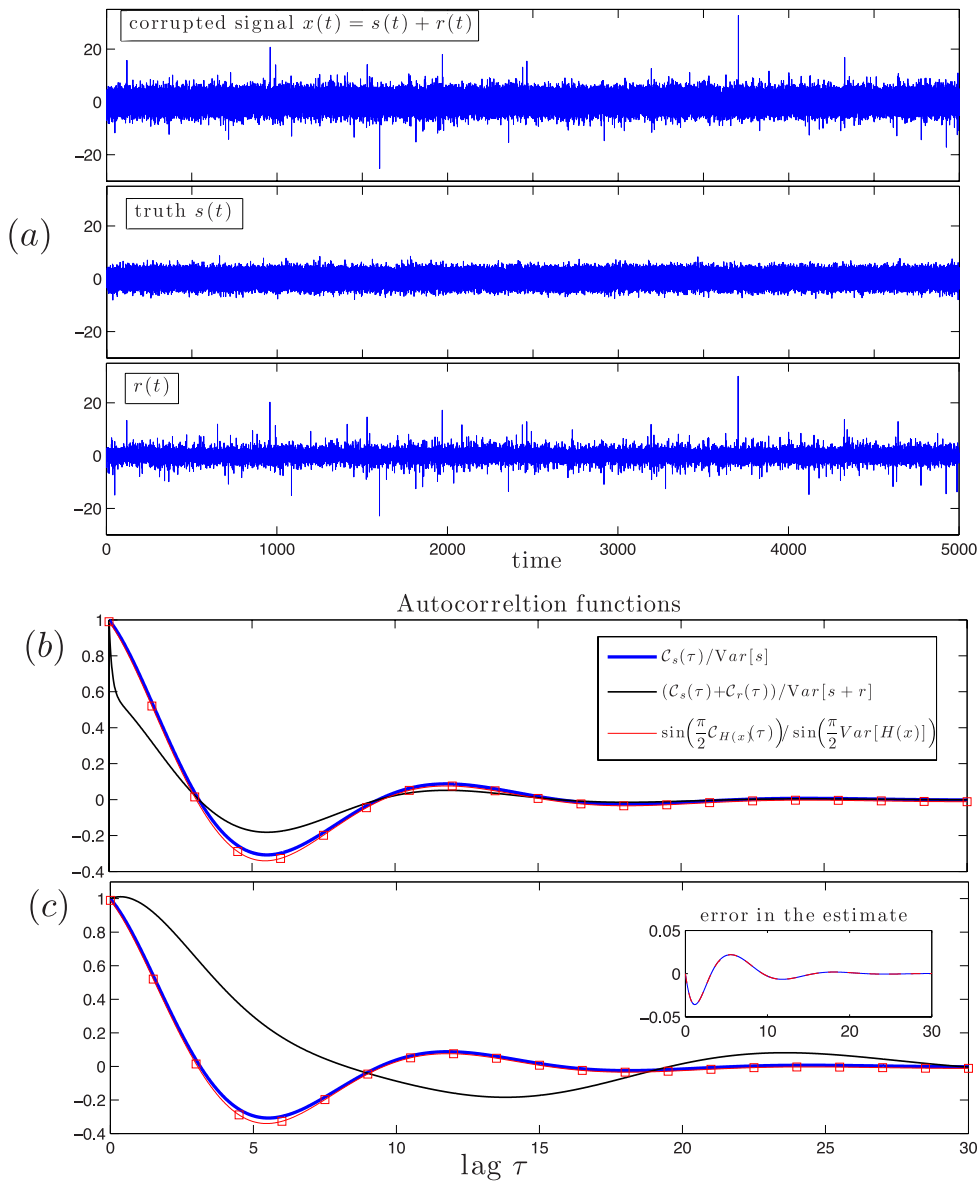 corrupted signal x(t) = s(t) + r(t)
20
0
−20
(a)
truth s(t)
20
0
−20
r(t)
20
0
−20
0 1000 2000 3000 4000 5000
time
Autocorreltion functions
(b)
1
0.8
0.6
0.4
0.2
0
−0.2
−0.4
C_s(τ)/Var[s]
(C_s(τ)+C_r(τ))/Var[s+r]
sin(π/2 C_H(x)(τ))/sin(π/2 Var[H(x)])
(c)
1
0.8
0.6
0.4
0.2
0
−0.2
−0.4
error in the estimate
0.05
0
−0.05
0 10 20 30
0 5 10 15 20 25 30
lag τ